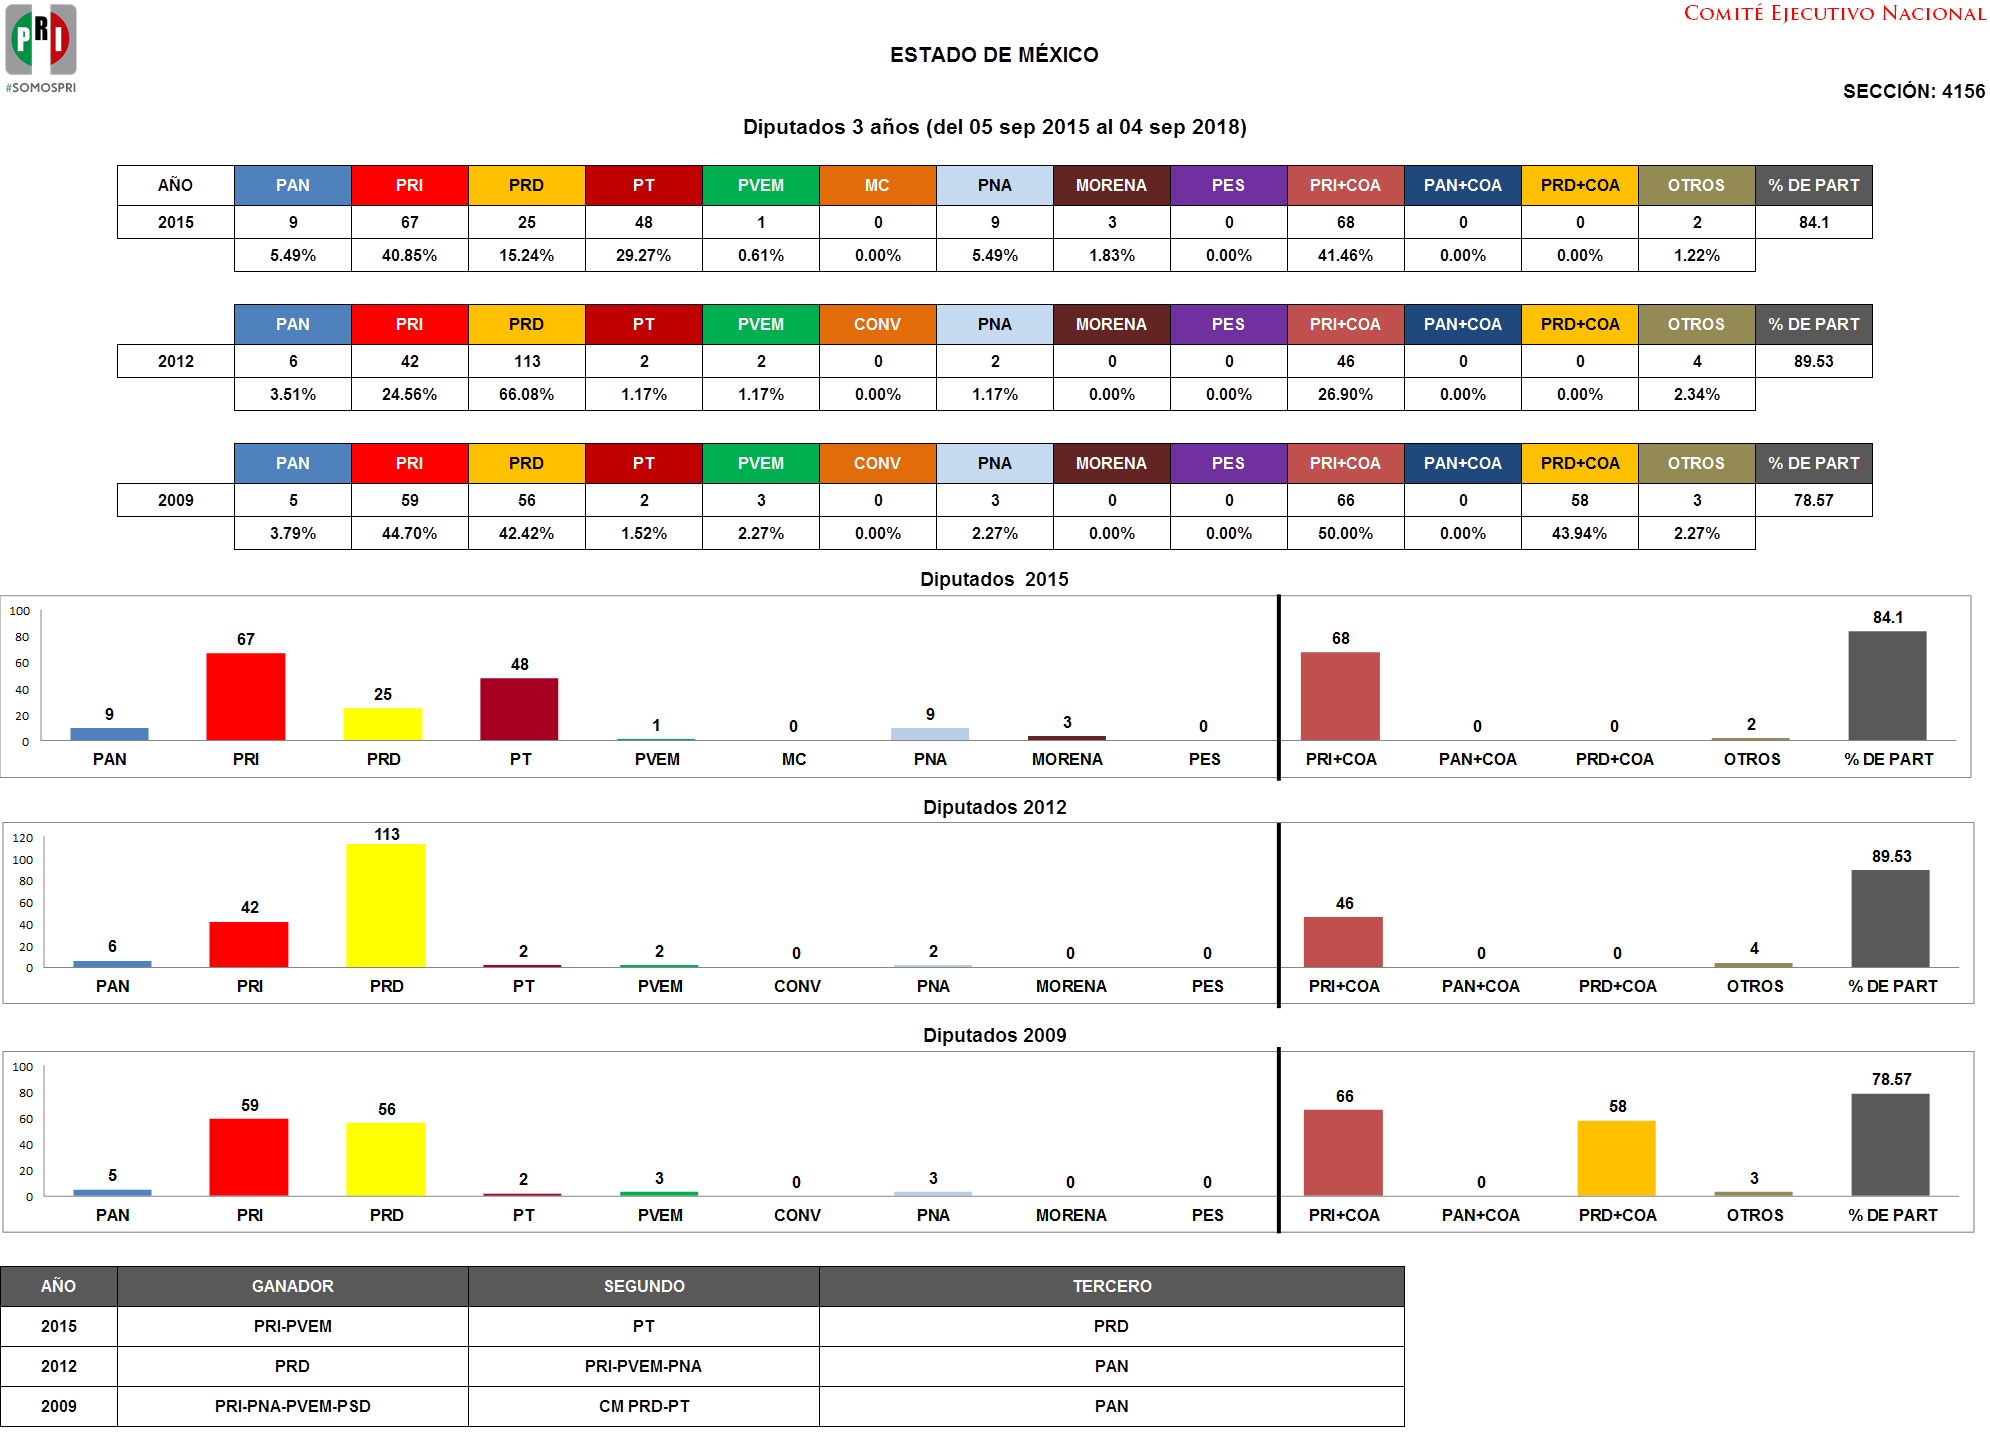 PRI
#SOMOSPRI
COMITÉ EJECUTIVO NACIONAL
ESTADO DE MÉXICO
SECCIÓN: 4156
Diputados 3 años (del 05 sep 2015 al 04 sep 2018)
AÑO PAN PRI PRD PT PVEM MC PNA MORENA PES PRI+COA PAN+COA PRD+COA OTROS % DE PART
2015 9 67 25 48 1 0 9 3 0 68 0 0 2 84.1
5.49% 40.85% 15.24% 29.27% 0.61% 0.00% 5.49% 1.83% 0.00% 41.46% 0.00% 0.00% 1.22%
PAN PRI PRD PT PVEM CONV PNA MORENA PES PRI+COA PAN+COA PRD+COA OTROS % DE PART
2012 6 42 113 2 2 0 2 0 0 46 0 0 4 89.53
3.51% 24.56% 66.08% 1.17% 1.17% 0.00% 1.17% 0.00% 0.00% 26.90% 0.00% 0.00% 2.34%
PAN PRI PRD PT PVEM CONV PNA MORENA PES PRI+COA PAN+COA PRD+COA OTROS % DE PART
2009 5 59 56 2 3 0 3 0 0 66 0 58 3 78.57
3.79% 44.70% 42.42% 1.52% 2.27% 0.00% 2.27% 0.00% 0.00% 50.00% 0.00% 43.94% 2.27%
Diputados 2015
100
80
60
40
20
0
9 67 25 48 1 0 9 3 0 68 0 0 2 84.1
PAN PRI PRD PT PVEM MC PNA MORENA PES PRI+COA PAN+COA PRD+COA OTROS % DE PART
Diputados 2012
120
100
80
60
40
20
0
6 42 113 2 2 0 2 0 0 46 0 0 4 89.53
PAN PRI PRD PT PVEM CONV PNA MORENA PES PRI+COA PAN+COA PRD+COA OTROS % DE PART
Diputados 2009
100
80
60
40
20
0
5 59 56 2 3 0 3 0 0 66 0 58 3 78.57
PAN PRI PRD PT PVEM CONV PNA MORENA PES PRI+COA PAN+COA PRD+COA OTROS % DE PART
AÑO GANADOR SEGUNDO TERCERO
2015 PRI-PVEM PT PRD
2012 PRD PRI-PVEM-PNA PAN
2009 PRI-PNA-PVEM-PSD CM PRD-PT PAN